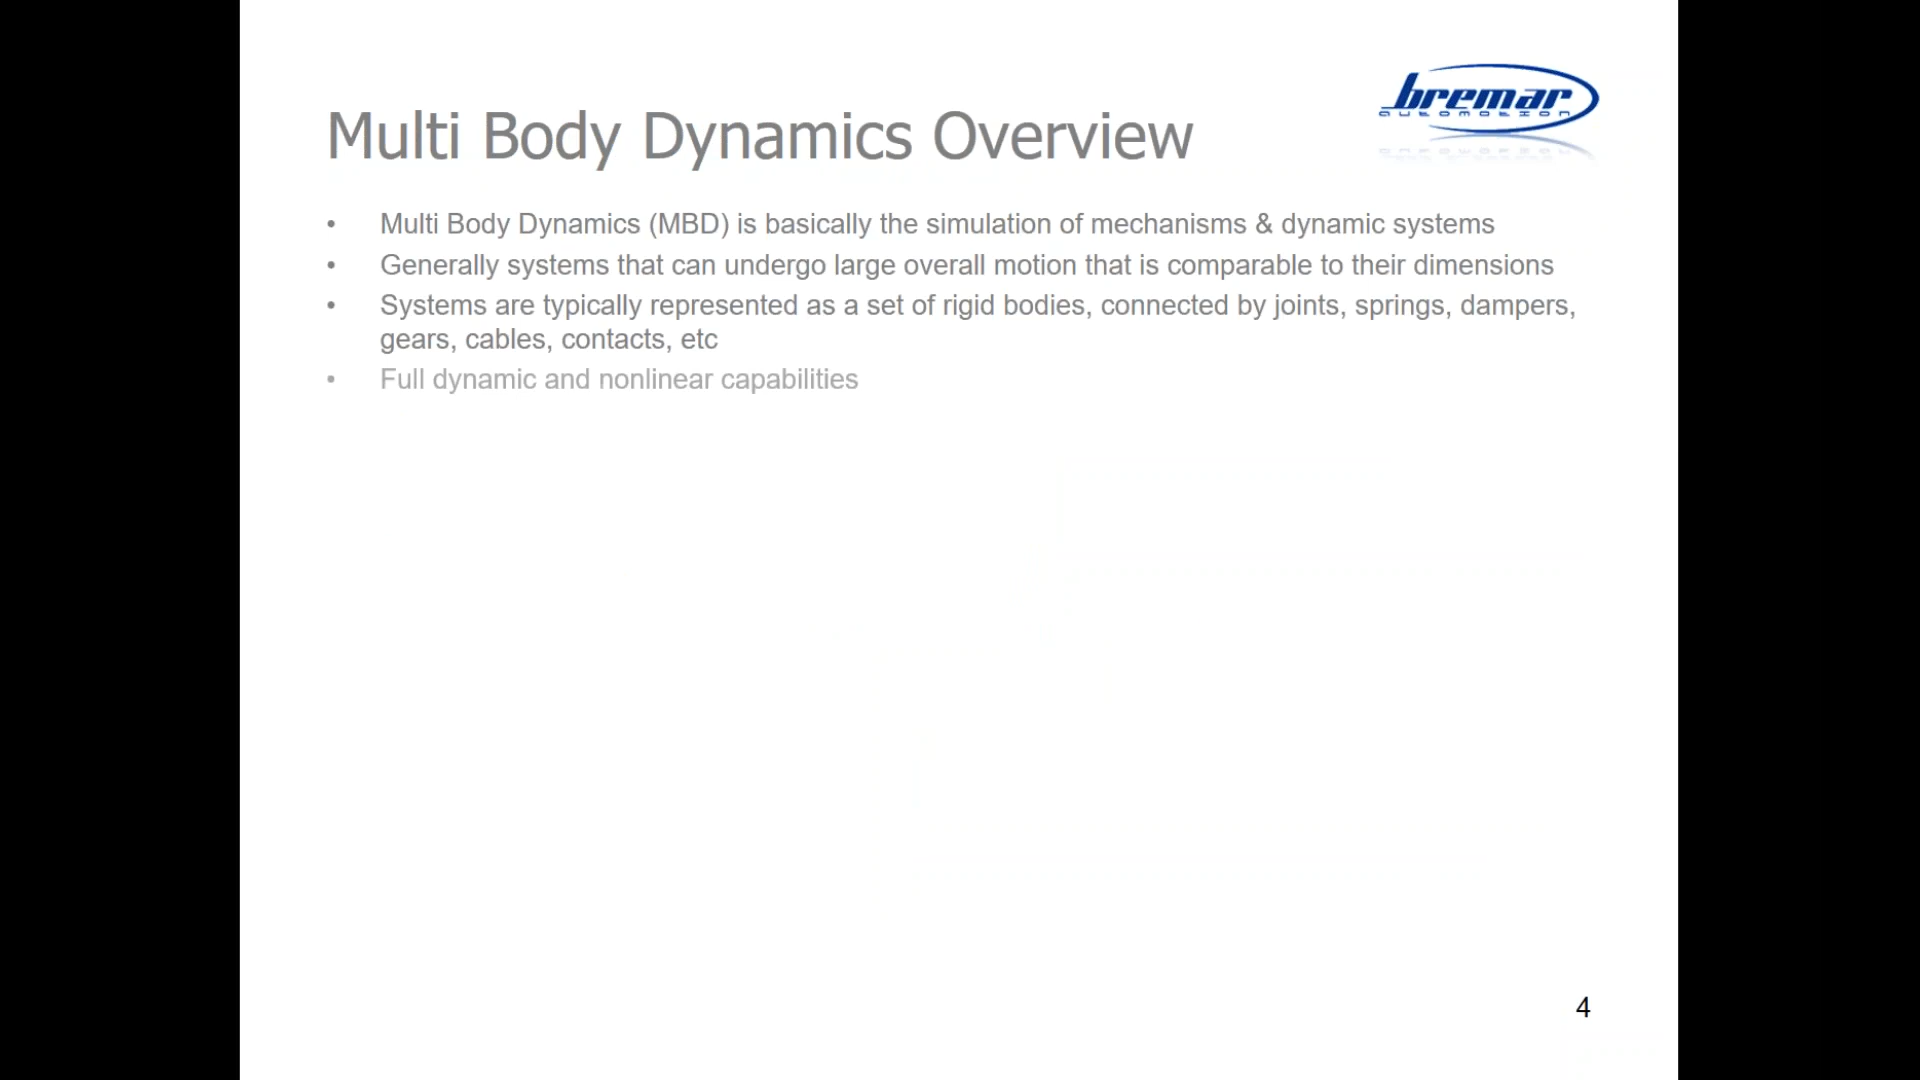 bremar
automotion
Multi Body Dynamics Overview
• Multi Body Dynamics (MBD) is basically the simulation of mechanisms & dynamic systems
• Generally systems that can undergo large overall motion that is comparable to their dimensions
• Systems are typically represented as a set of rigid bodies, connected by joints, springs, dampers,
gears, cables, contacts, etc
• Full dynamic and nonlinear capabilities
4